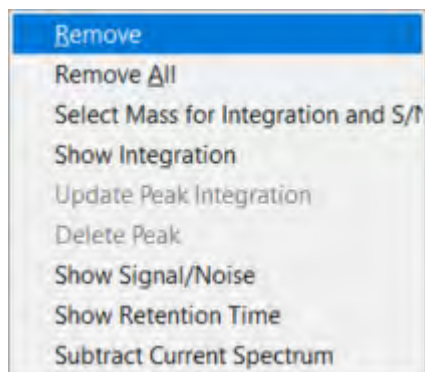 Remove
Remove All
Select Mass for Integration and S/
Show Integration
Update Peak Integration
Delete Peak
Show Signal/Noise
Show Retention Time
Subtract Current Spectrum